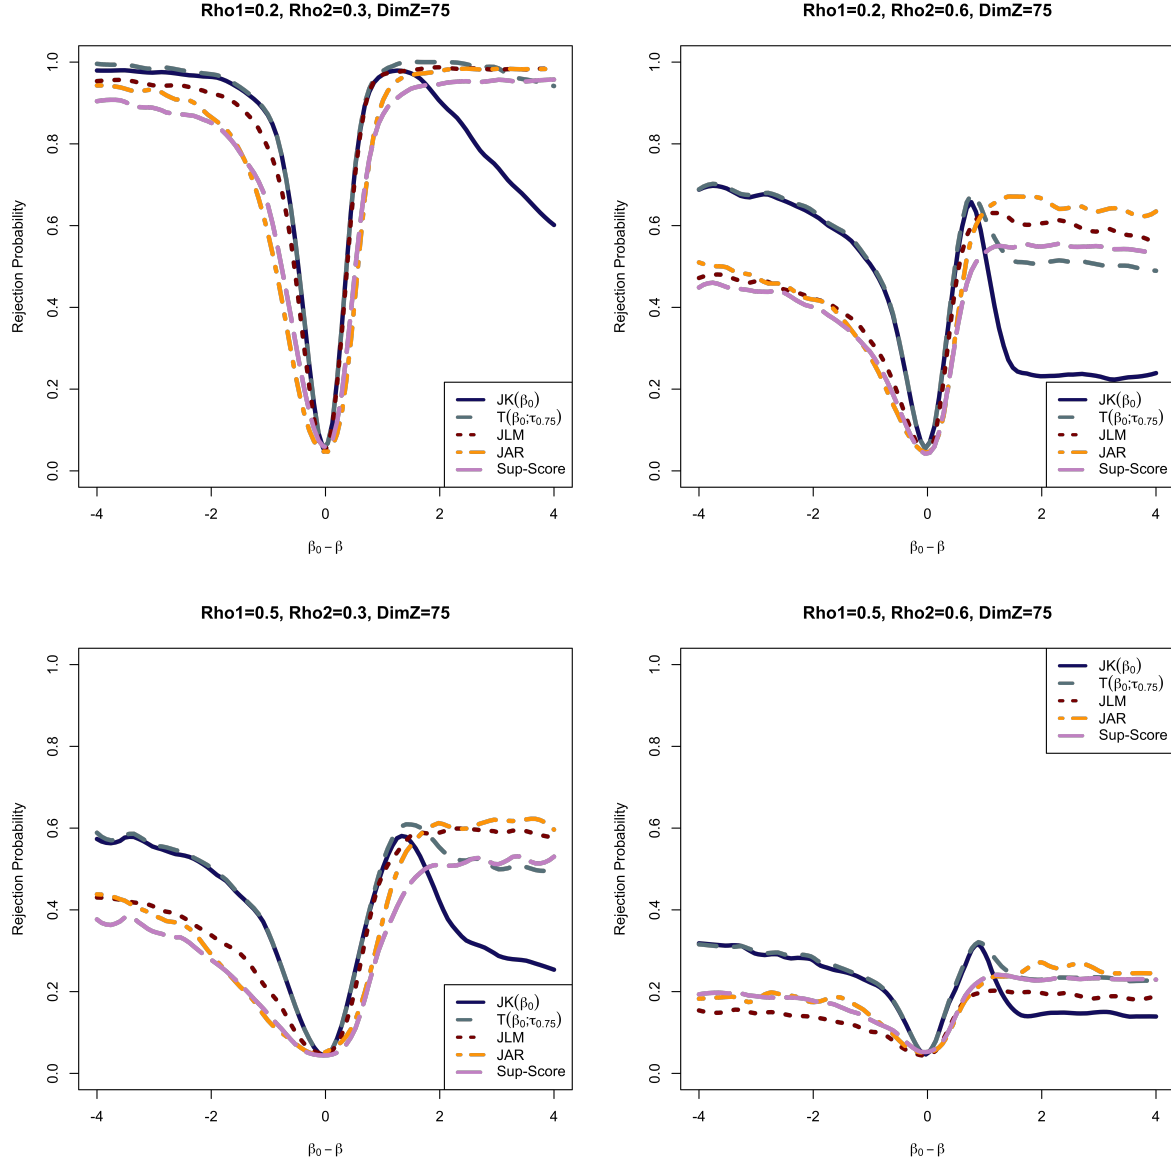 Rho1=0.2, Rho2=0.3, DimZ=75
Rejection Probability
1.0
0.8
0.6
0.4
0.2
0.0
-4
-2
0
2
4
β₀ – β
JK(β₀)
T(β₀;τ₀.₇₅)
JLM
JAR
Sup-Score
Rho1=0.2, Rho2=0.6, DimZ=75
Rejection Probability
1.0
0.8
0.6
0.4
0.2
0.0
-4
-2
0
2
4
β₀ – β
JK(β₀)
T(β₀;τ₀.₇₅)
JLM
JAR
Sup-Score
Rho1=0.5, Rho2=0.3, DimZ=75
Rejection Probability
1.0
0.8
0.6
0.4
0.2
0.0
-4
-2
0
2
4
β₀ – β
JK(β₀)
T(β₀;τ₀.₇₅)
JLM
JAR
Sup-Score
Rho1=0.5, Rho2=0.6, DimZ=75
Rejection Probability
1.0
0.8
0.6
0.4
0.2
0.0
-4
-2
0
2
4
β₀ – β
JK(β₀)
T(β₀;τ₀.₇₅)
JLM
JAR
Sup-Score